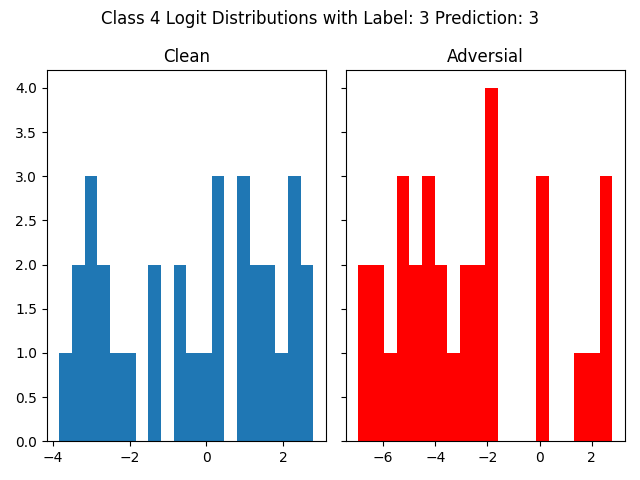 Class 4 Logit Distributions with Label: 3 Prediction: 3
Clean
Adversial
4.0
3.5
3.0
2.5
2.0
1.5
1.0
0.5
0.0
−4 −2 0 2
−6 −4 −2 0 2